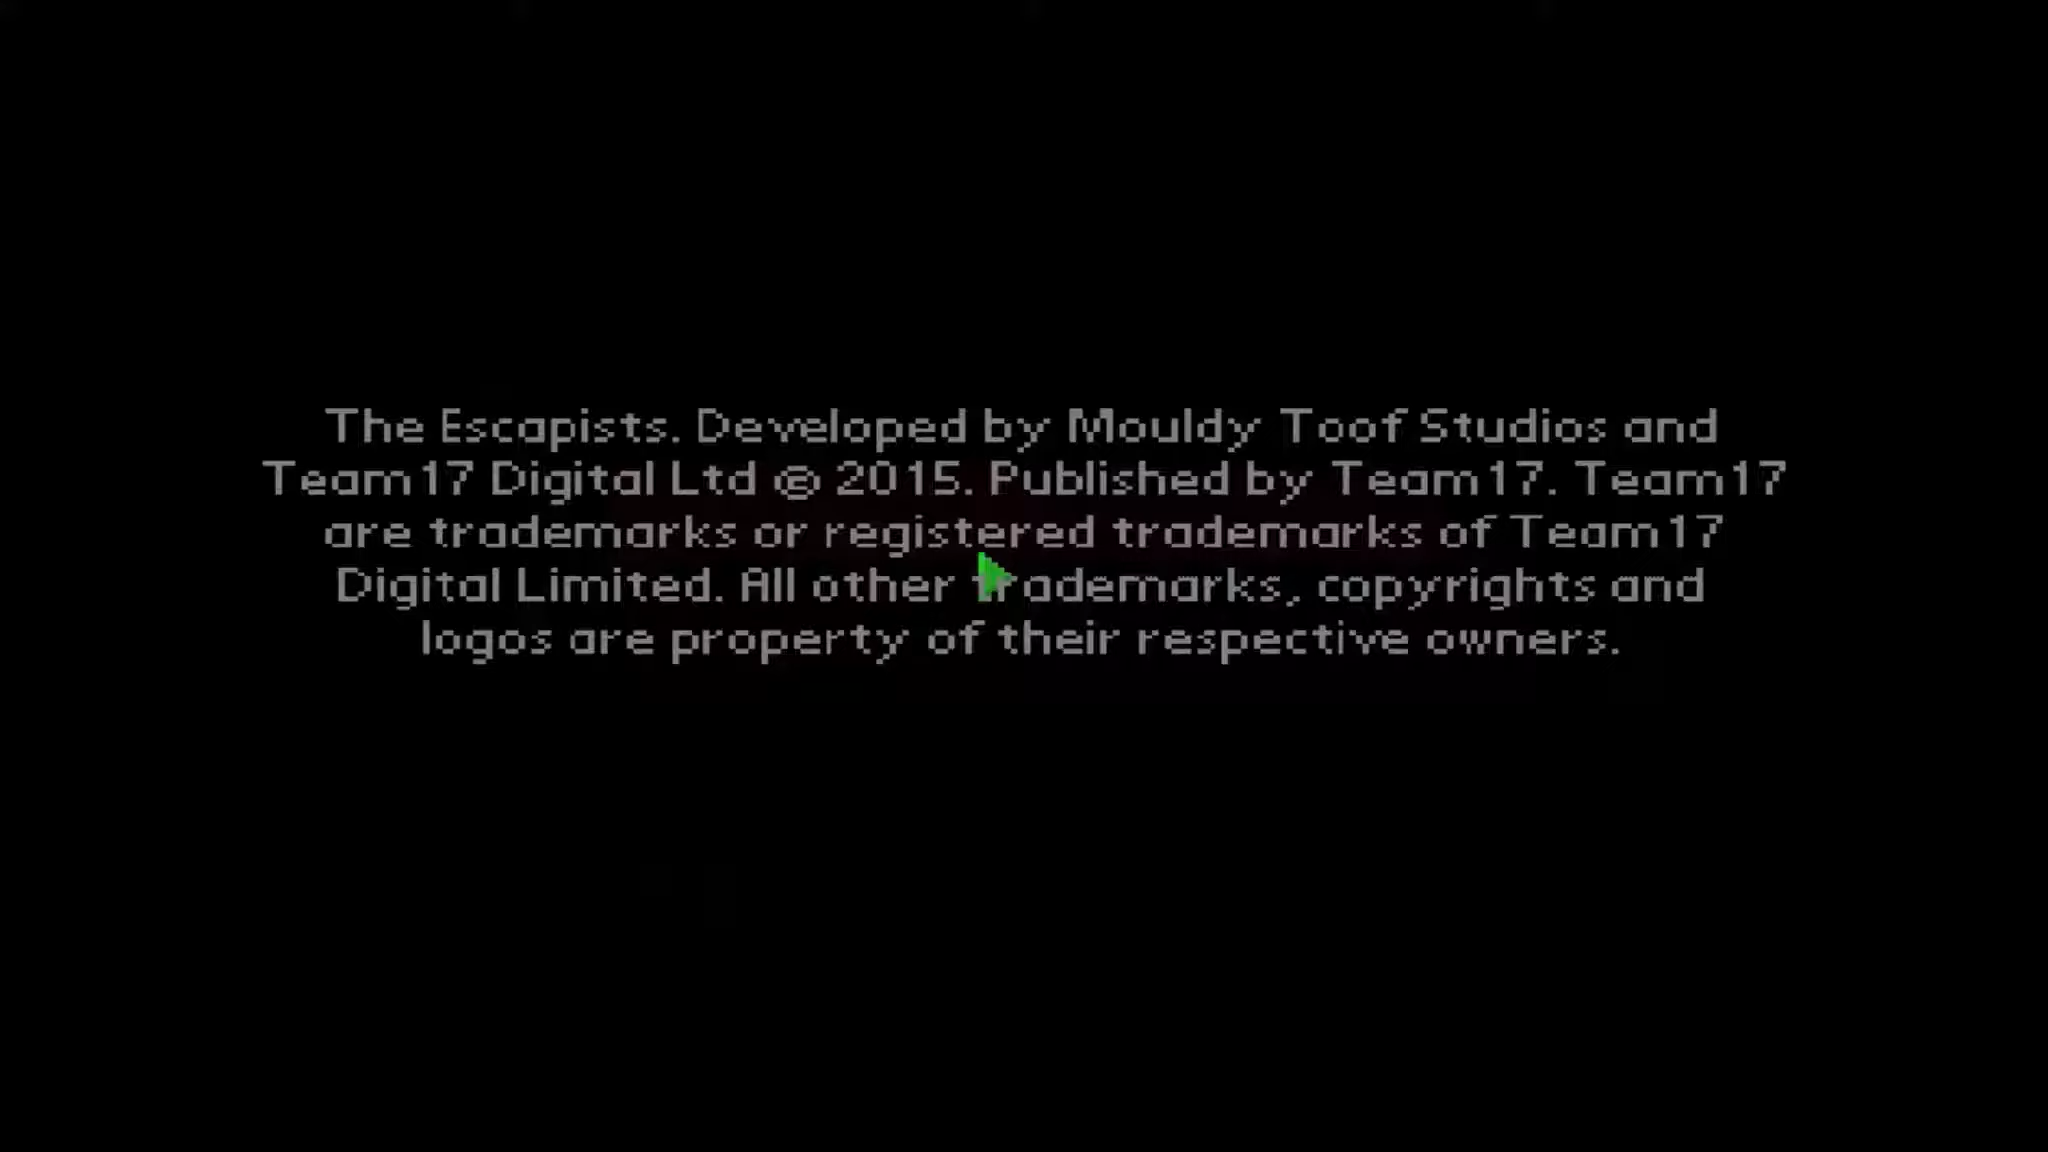 The Escapists. Developed by Mouldy Toof Studios and
Team17 Digital Ltd © 2015. Published by Team17. Team17
are trademarks or registered trademarks of Team17
Digital Limited. All other trademarks, copyrights and
logos are property of their respective owners.